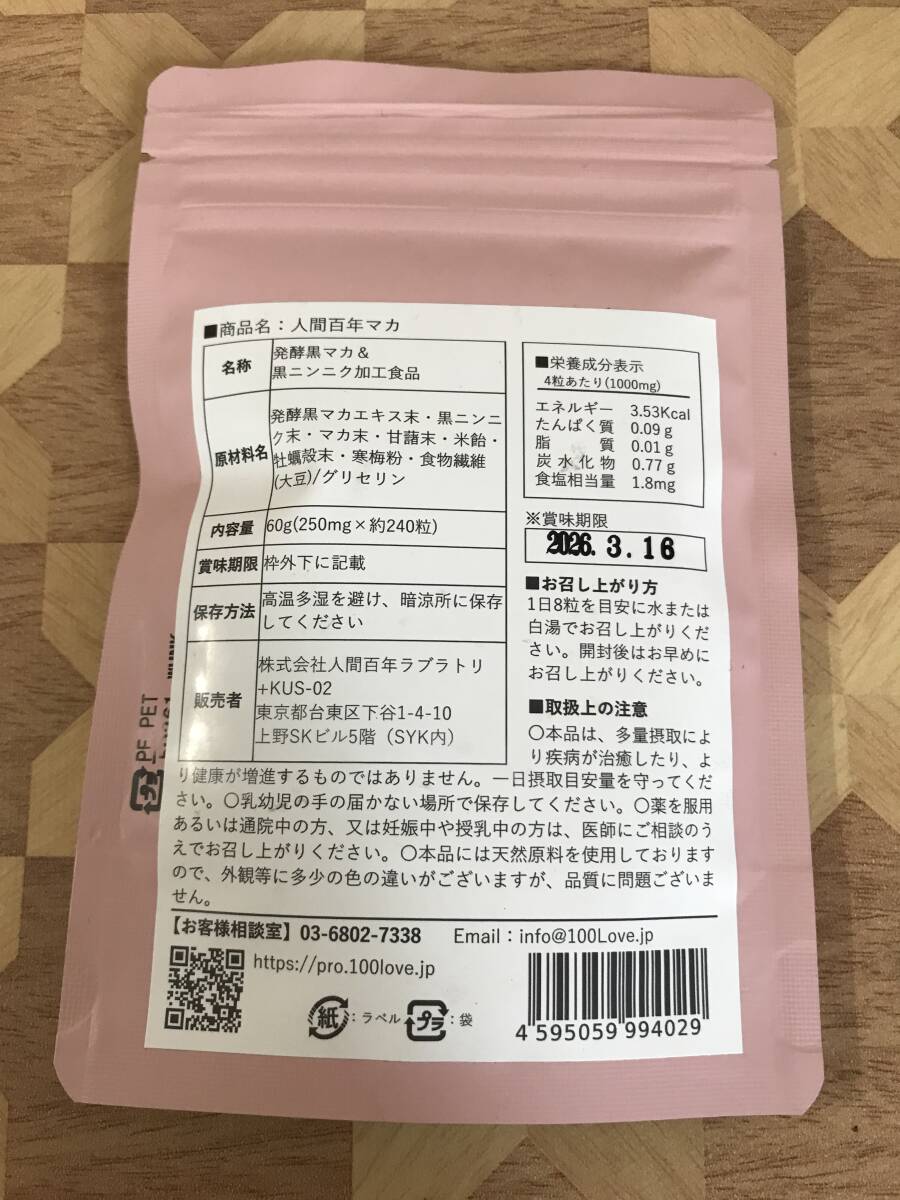 ■商品名：人間百年マカ
名称
発酵黒マカ＆
黒ニンニク加工食品
原材料名
発酵黒マカエキス末・黒ニンニ
ク末・マカ末・甘藷末・米飴・
牡蠣殻末・寒梅粉・食物繊維
(大豆)/グリセリン
内容量
60g(250mg×約240粒)
賞味期限
枠外下に記載
保存方法
高温多湿を避け、暗涼所に保存
してください
販売者
株式会社人間百年ラブラトリ
+KUS-02
東京都台東区下谷1-4-10
上野SKビル5階（SYK内）
■栄養成分表示
4粒あたり(1000mg)
エネルギー 3.53Kcal
たんぱく質 0.09ｇ
脂質 0.01ｇ
炭水化物 0.77ｇ
食塩相当量 1.8mg
※賞味期限
2026. 3. 16
■お召し上がり方
1日8粒を目安に水または
白湯でお召し上がりくださ
い。開封後はお早めに
お召し上がりください。
■取扱上の注意
〇本品は、多量摂取によ
り疾病が治癒したり、よ
り健康が増進するものではありません。一日摂取目安量を守ってくだ
さい。〇乳幼児の手の届かない場所で保存してください。〇薬を服用
あるいは通院中の方、又は妊娠中や授乳中の方は、医師にご相談のう
えでお召し上がりください。〇本品には天然原料を使用しております
ので、外観等に多少の色の違いがございますが、品質に問題ございま
せん。
【お客様相談室】03-6802-7338 Email：info@100Love.jp
https://pro.100love.jp
紙：ラベル プラ：袋
4 595059 994029
プラ
PF PET